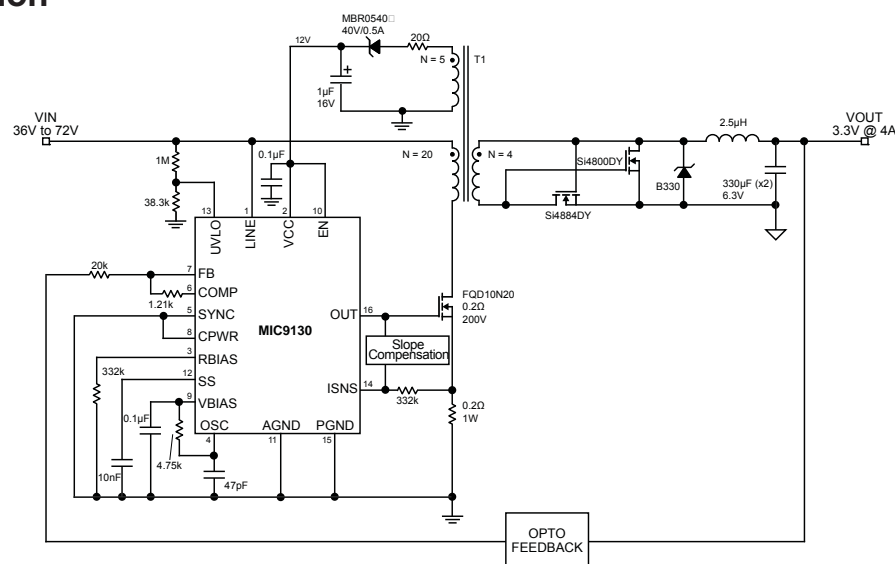 MBR0540□
40V/0.5A
20Ω
12V
N = 5
T1
1µF
16V
VIN
36V to 72V
2.5µH
VOUT
3.3V @ 4A
1M
0.1µF
N = 20
N = 4
Si4800DY
B330
330µF (x2)
6.3V
38.3k
Si4884DY
13
1
2
10
UVLO
LINE
VCC
EN
20k
7
FB
6
COMP
1.21k
5
SYNC
8
CPWR
MIC9130
OUT
16
FQD10N20
0.2Ω
200V
Slope
Compensation
3
RBIAS
332k
12
SS
ISNS
14
332k
9
VBIAS
0.1µF
0.2Ω
1W
OSC
AGND
PGND
4
11
15
4.75k
10nF
47pF
OPTO
FEEDBACK